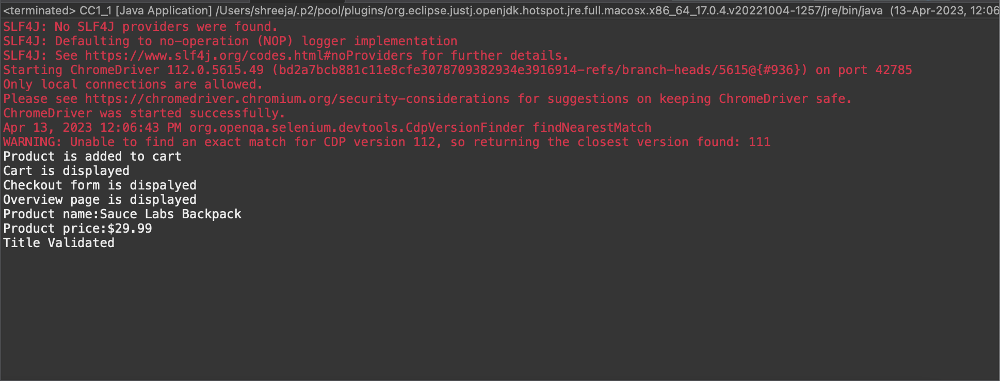 <terminated> CC1_1 [Java Application] /Users/shreeja/.p2/pool/plugins/org.eclipse.justj.openjdk.hotspot.jre.full.macosx.x86_64_17.0.4.v20221004-1257/jre/bin/java (13-Apr-2023, 12:06
SLF4J: No SLF4J providers were found.
SLF4J: Defaulting to no-operation (NOP) logger implementation
SLF4J: See https://www.slf4j.org/codes.html#noProviders for further details.
Starting ChromeDriver 112.0.5615.49 (bd2a7bcb881c11e8cfe3078709382934e3916914-refs/branch-heads/5615@{#936}) on port 42785
Only local connections are allowed.
Please see https://chromedriver.chromium.org/security-considerations for suggestions on keeping ChromeDriver safe.
ChromeDriver was started successfully.
Apr 13, 2023 12:06:43 PM org.openqa.selenium.devtools.CdpVersionFinder findNearestMatch
WARNING: Unable to find an exact match for CDP version 112, so returning the closest version found: 111
Product is added to cart
Cart is displayed
Checkout form is dispalyed
Overview page is displayed
Product name:Sauce Labs Backpack
Product price:$29.99
Title Validated